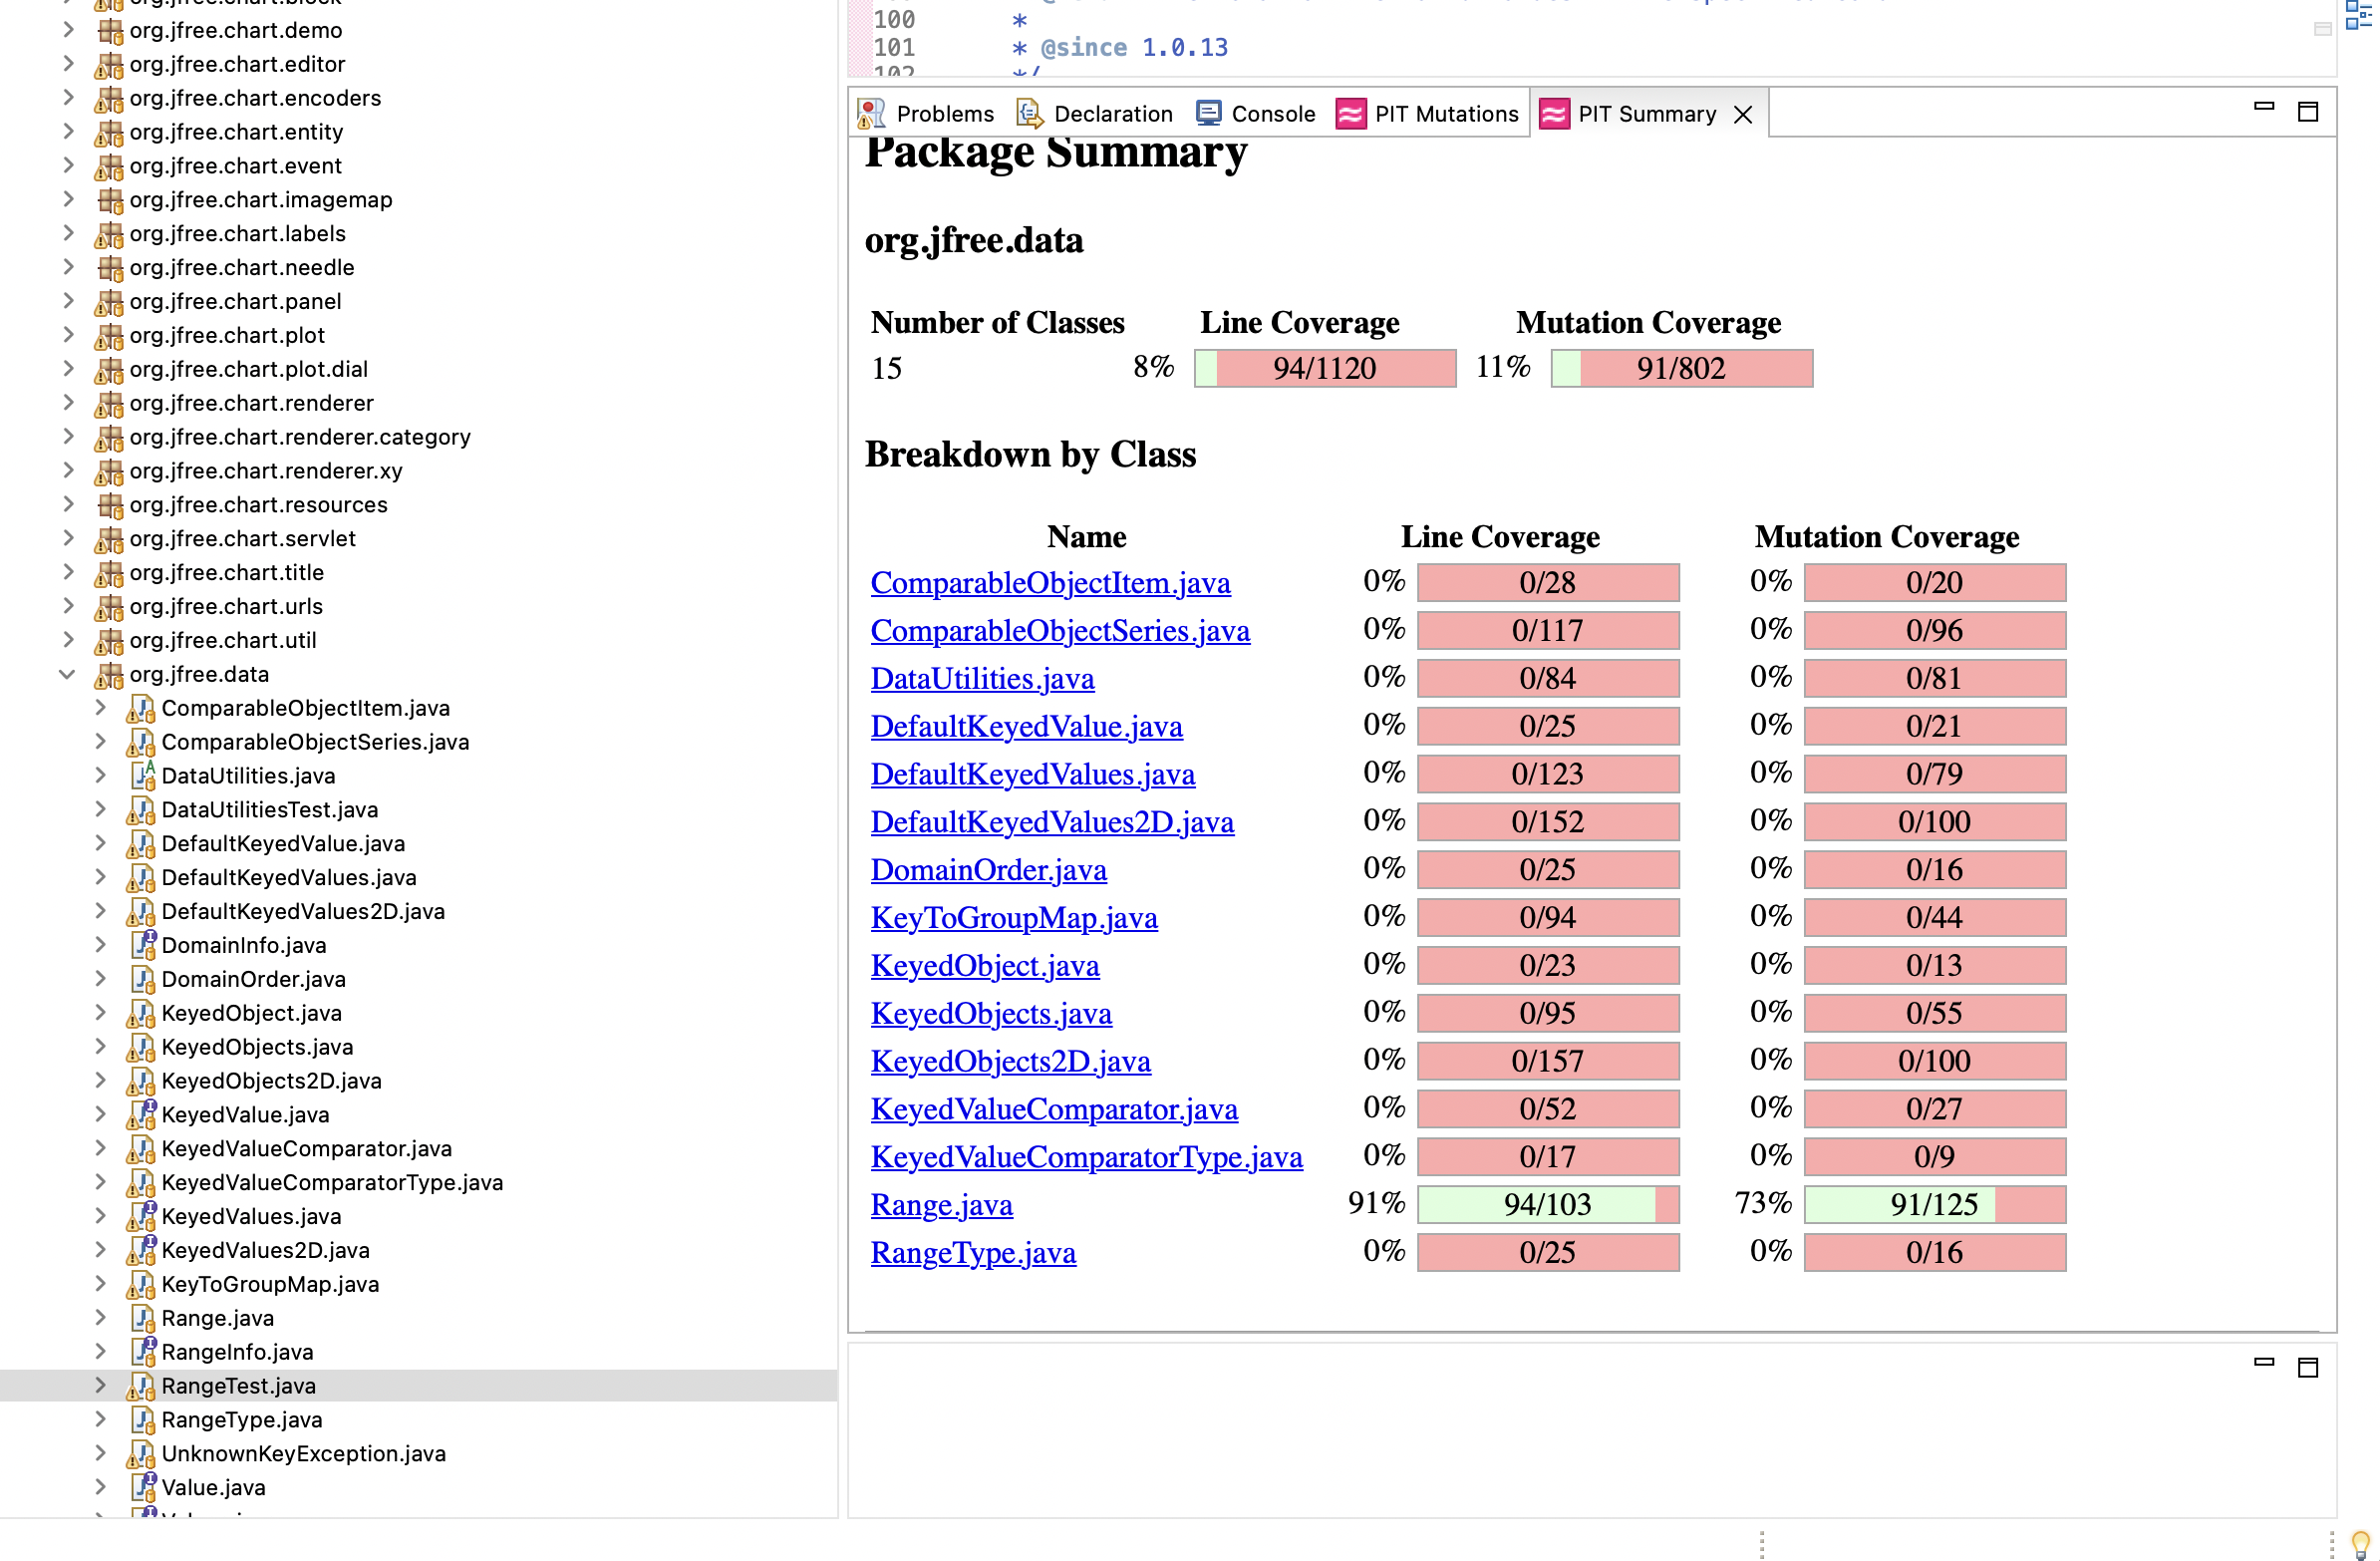 org.jfree.chart.block
org.jfree.chart.demo
org.jfree.chart.editor
org.jfree.chart.encoders
org.jfree.chart.entity
org.jfree.chart.event
org.jfree.chart.imagemap
org.jfree.chart.labels
org.jfree.chart.needle
org.jfree.chart.panel
org.jfree.chart.plot
org.jfree.chart.plot.dial
org.jfree.chart.renderer
org.jfree.chart.renderer.category
org.jfree.chart.renderer.xy
org.jfree.chart.resources
org.jfree.chart.servlet
org.jfree.chart.title
org.jfree.chart.urls
org.jfree.chart.util
org.jfree.data
ComparableObjectItem.java
ComparableObjectSeries.java
DataUtilities.java
DataUtilitiesTest.java
DefaultKeyedValue.java
DefaultKeyedValues.java
DefaultKeyedValues2D.java
DomainInfo.java
DomainOrder.java
KeyedObject.java
KeyedObjects.java
KeyedObjects2D.java
KeyedValue.java
KeyedValueComparator.java
KeyedValueComparatorType.java
KeyedValues.java
KeyedValues2D.java
KeyToGroupMap.java
Range.java
RangeInfo.java
RangeTest.java
RangeType.java
UnknownKeyException.java
Value.java
100 *
101 * @since 1.0.13
102 */
Problems Declaration Console PIT Mutations PIT Summary
Package Summary
org.jfree.data
Number of Classes Line Coverage Mutation Coverage
15 8% 94/1120 11% 91/802
Breakdown by Class
Name Line Coverage Mutation Coverage
ComparableObjectItem.java 0% 0/28 0% 0/20
ComparableObjectSeries.java 0% 0/117 0% 0/96
DataUtilities.java 0% 0/84 0% 0/81
DefaultKeyedValue.java 0% 0/25 0% 0/21
DefaultKeyedValues.java 0% 0/123 0% 0/79
DefaultKeyedValues2D.java 0% 0/152 0% 0/100
DomainOrder.java 0% 0/25 0% 0/16
KeyToGroupMap.java 0% 0/94 0% 0/44
KeyedObject.java 0% 0/23 0% 0/13
KeyedObjects.java 0% 0/95 0% 0/55
KeyedObjects2D.java 0% 0/157 0% 0/100
KeyedValueComparator.java 0% 0/52 0% 0/27
KeyedValueComparatorType.java 0% 0/17 0% 0/9
Range.java 91% 94/103 73% 91/125
RangeType.java 0% 0/25 0% 0/16